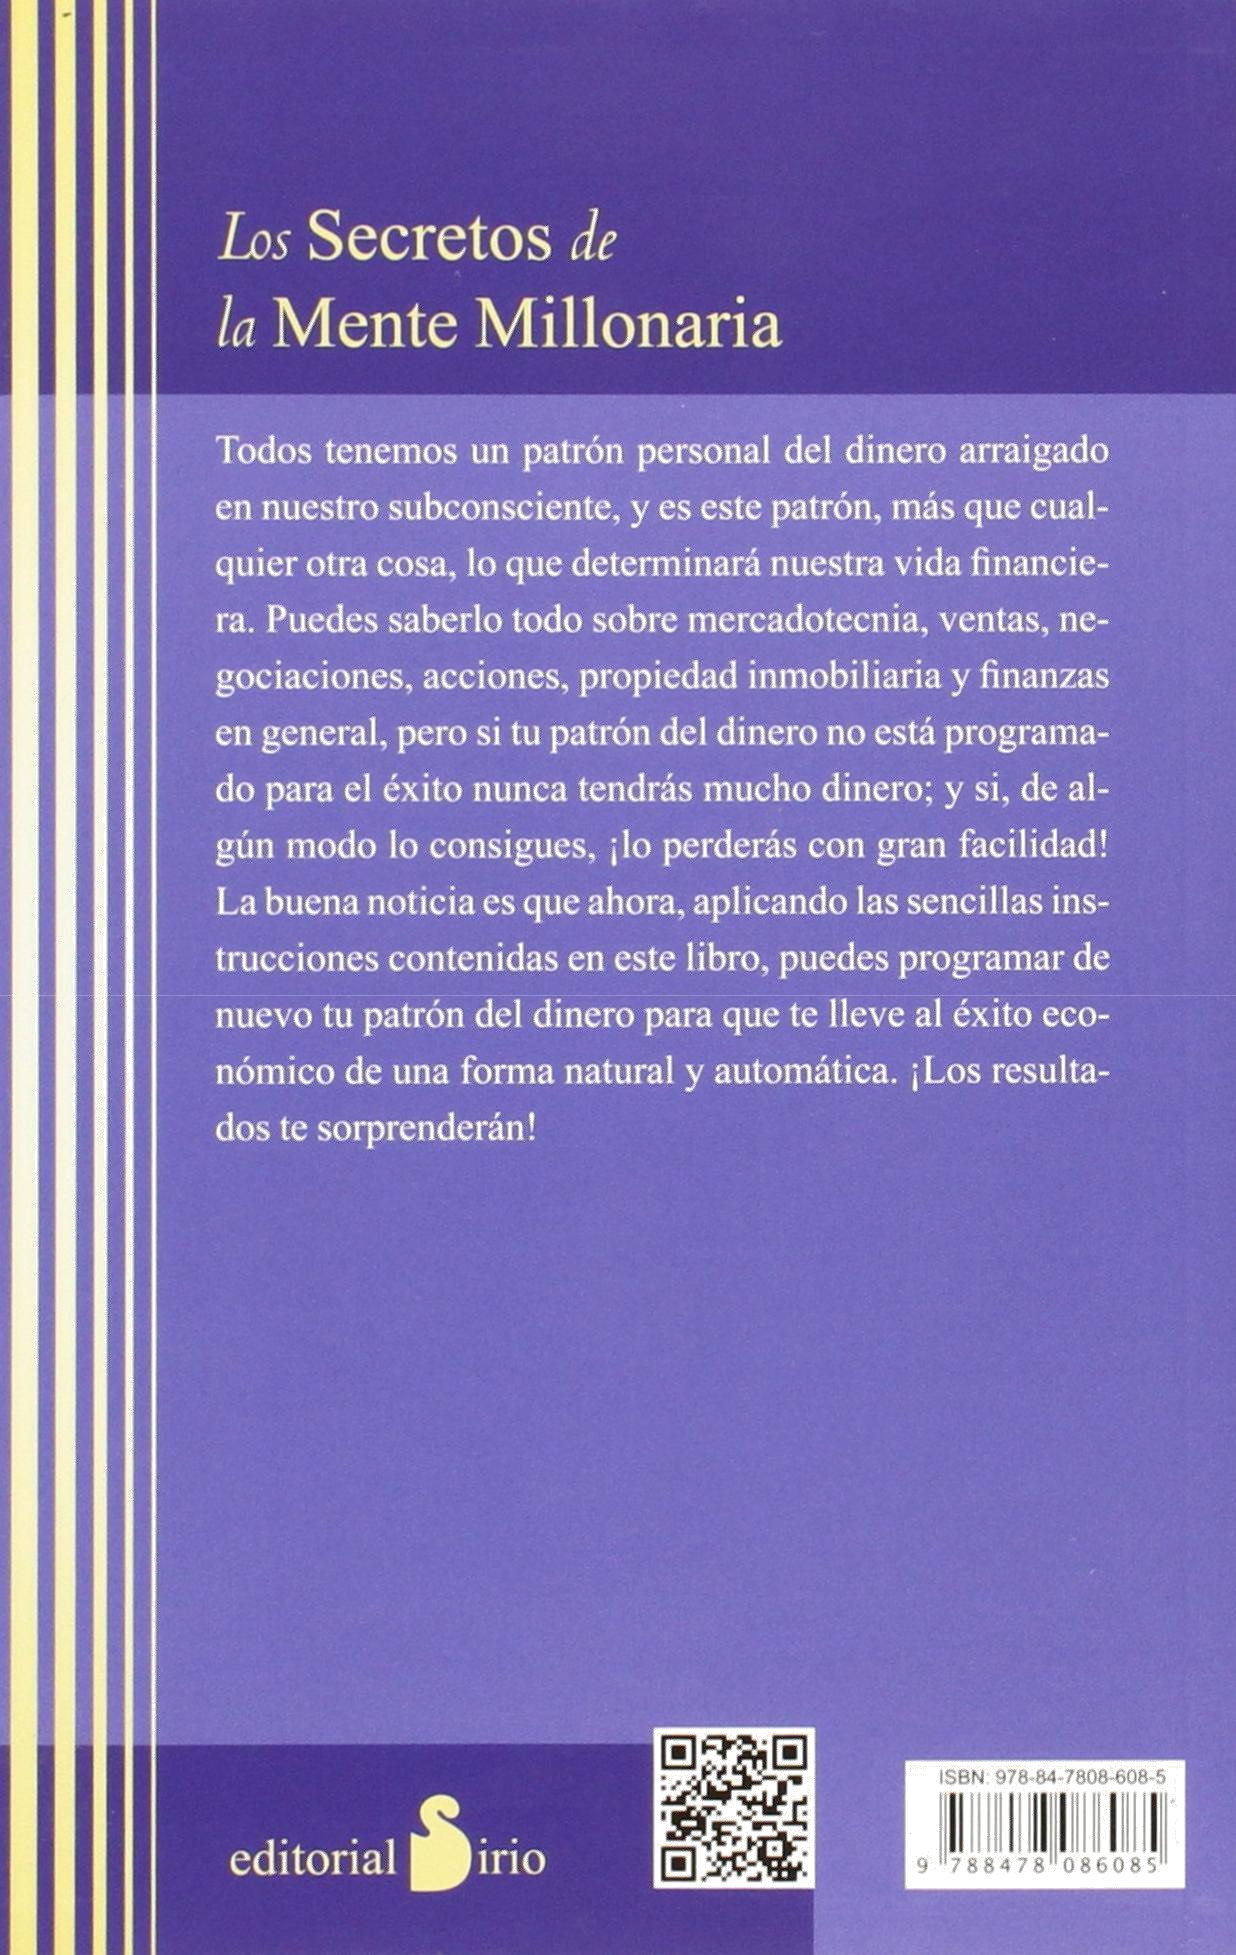 Los Secretos de
la Mente Millonaria
Todos tenemos un patrón personal del dinero arraigado
en nuestro subconsciente, y es este patrón, más que cual-
quier otra cosa, lo que determinará nuestra vida financie-
ra. Puedes saberlo todo sobre mercadotecnia, ventas, ne-
gociaciones, acciones, propiedad inmobiliaria y finanzas
en general, pero si tu patrón del dinero no está programa-
do para el éxito nunca tendrás mucho dinero; y si, de al-
gún modo lo consigues, ¡lo perderás con gran facilidad!
La buena noticia es que ahora, aplicando las sencillas ins-
trucciones contenidas en este libro, puedes programar de
nuevo tu patrón del dinero para que te lleve al éxito eco-
nómico de una forma natural y automática. ¡Los resulta-
dos te sorprenderán!
editorial Sirio
ISBN: 978-84-7808-608-5
9 788478 086085